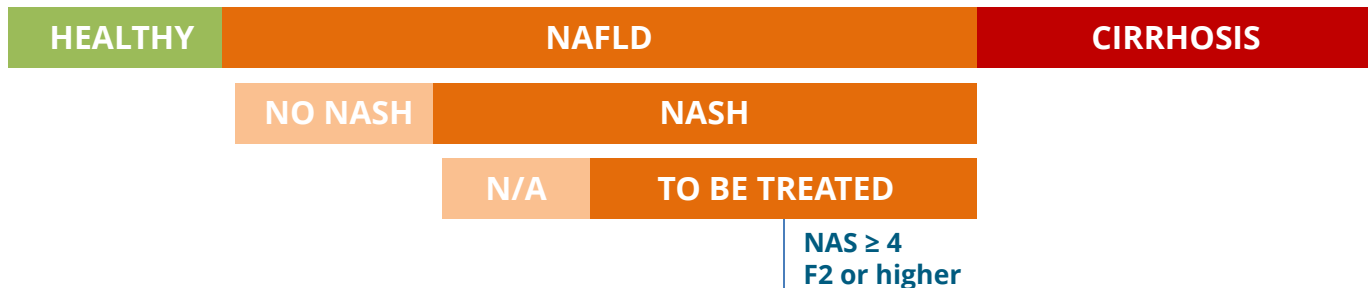 HEALTHY NAFLD CIRRHOSIS
NO NASH NASH
N/A TO BE TREATED
NAS ≥ 4
F2 or higher